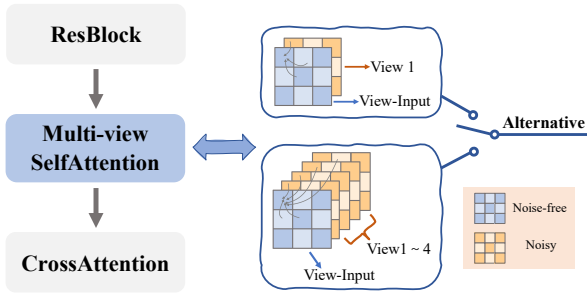 ResBlock
Multi-view
SelfAttention
CrossAttention
View 1
View-Input
View1 ~ 4
View-Input
Alternative
Noise-free
Noisy